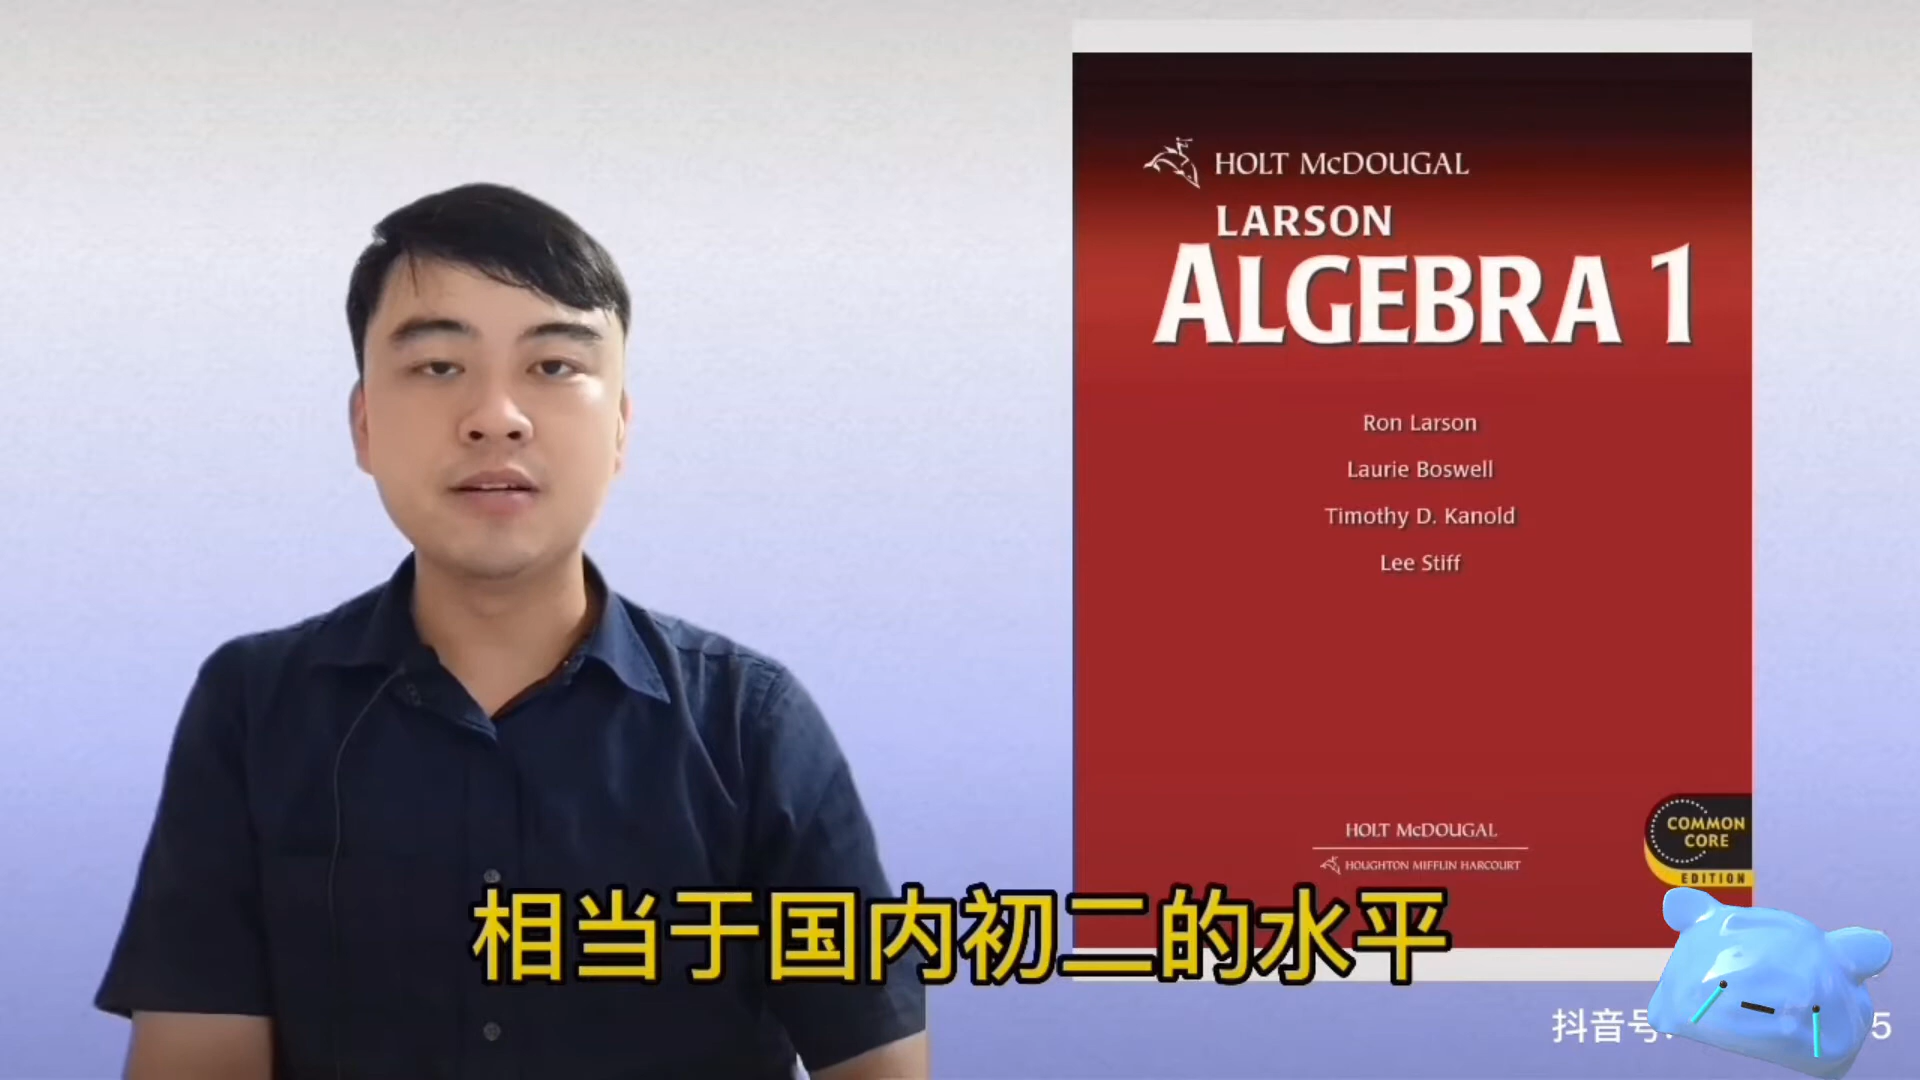 HOLT McDOUGAL
LARSON
ALGEBRA 1
Ron Larson
Laurie Boswell
Timothy D. Kanold
Lee Stiff
COMMON
CORE
EDITION
HOLT McDOUGAL
HOUGHTON MIFFLIN HARCOURT
相当于国内初二的水平
抖音号: 5